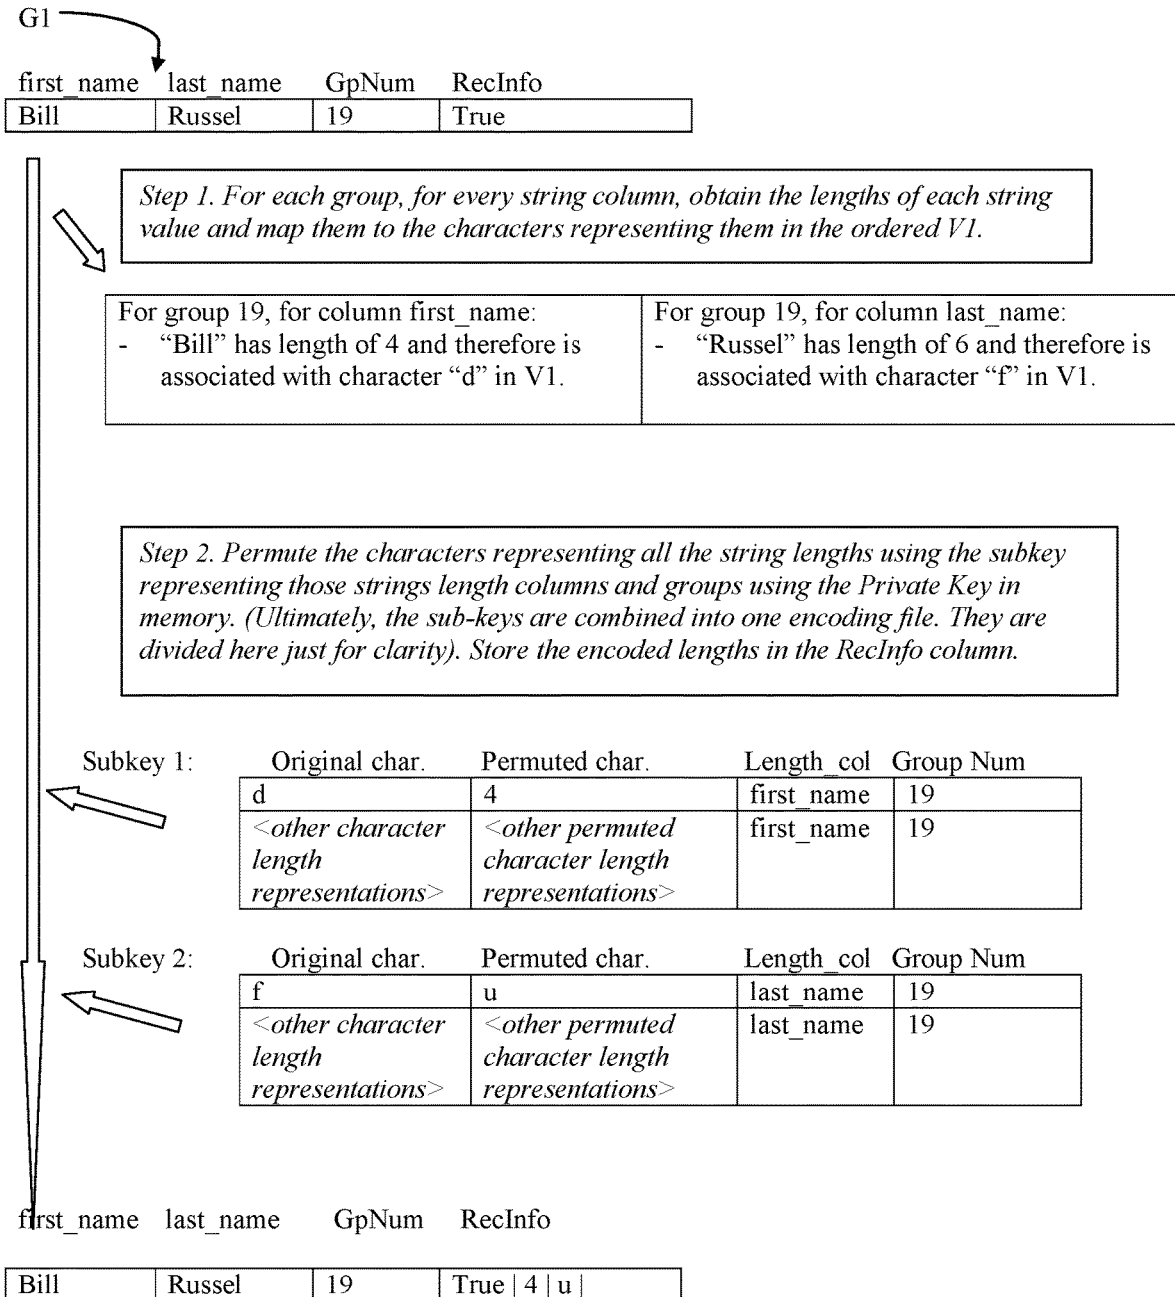 G1
first_name last_name GpNum RecInfo
Bill Russel 19 True
Step 1. For each group, for every string column, obtain the lengths of each string
value and map them to the characters representing them in the ordered V1.
For group 19, for column first_name:
- “Bill” has length of 4 and therefore is
associated with character “d” in V1.
For group 19, for column last_name:
- “Russel” has length of 6 and therefore is
associated with character “f” in V1.
Step 2. Permute the characters representing all the string lengths using the subkey
representing those strings length columns and groups using the Private Key in
memory. (Ultimately, the sub-keys are combined into one encoding file. They are
divided here just for clarity). Store the encoded lengths in the RecInfo column.
Subkey 1: Original char. Permuted char. Length_col Group Num
d 4 first_name 19
<other character <other permuted first_name 19
length character length
representations> representations>
Subkey 2: Original char. Permuted char. Length_col Group Num
f u last_name 19
<other character <other permuted last_name 19
length character length
representations> representations>
first_name last_name GpNum RecInfo
Bill Russel 19 True | 4 | u |